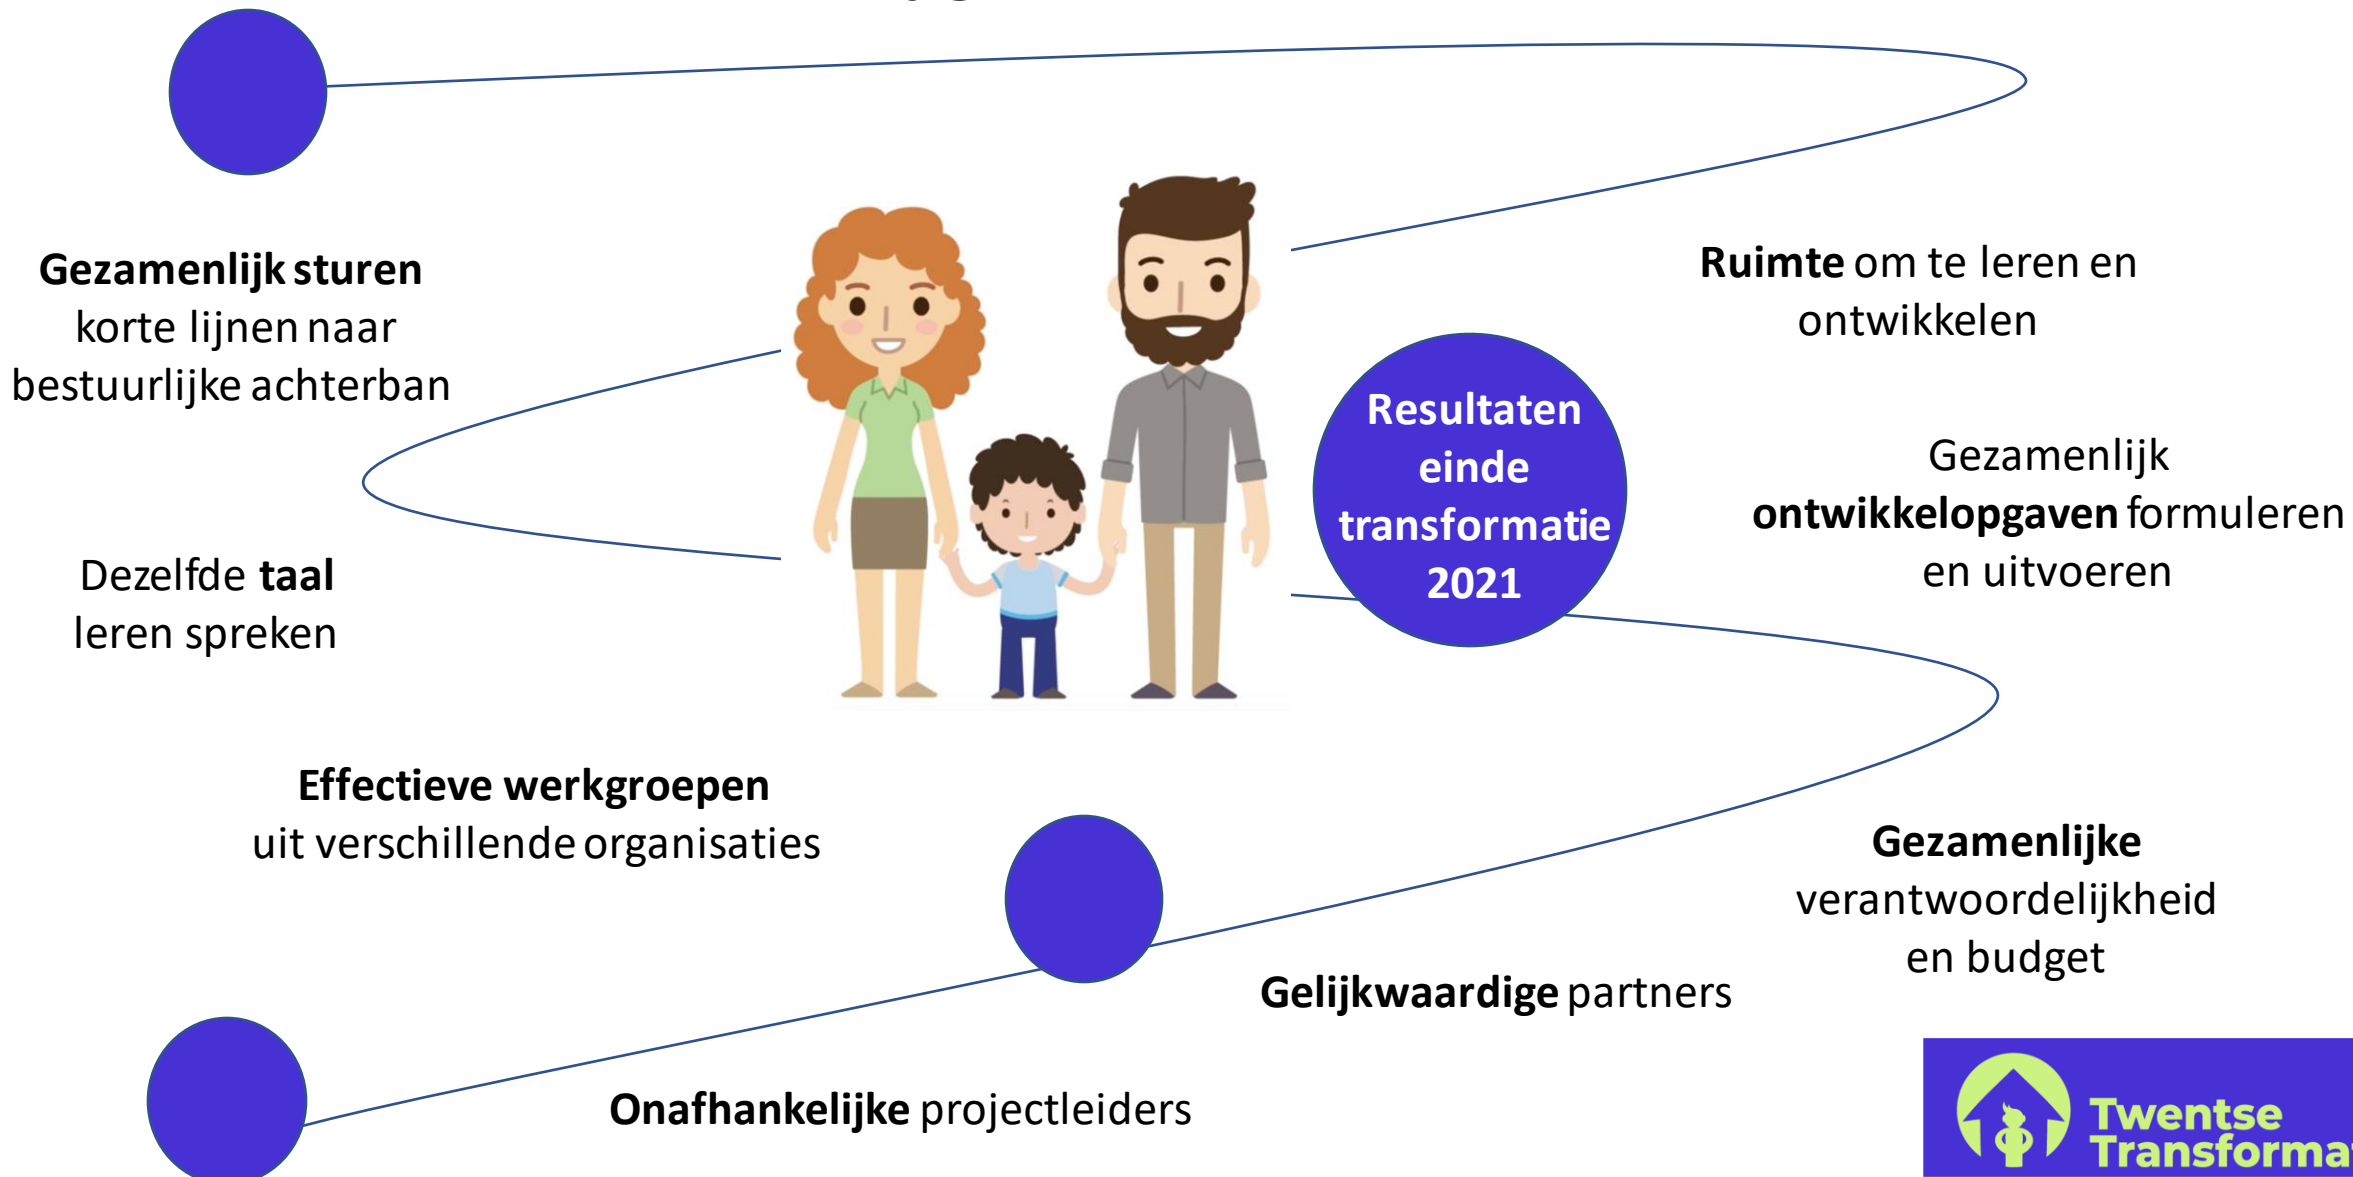 Gezamenlijk sturen
korte lijnen naar
bestuurlijke achterban
Ruimte om te leren en
ontwikkelen
Resultaten
einde
transformatie
2021
Gezamenlijk
ontwikkelopgaven formuleren
en uitvoeren
Dezelfde taal
leren spreken
Effectieve werkgroepen
uit verschillende organisaties
Gezamenlijke
verantwoordelijkheid
en budget
Gelijkwaardige partners
Onafhankelijke projectleiders
Twentse
Transformat